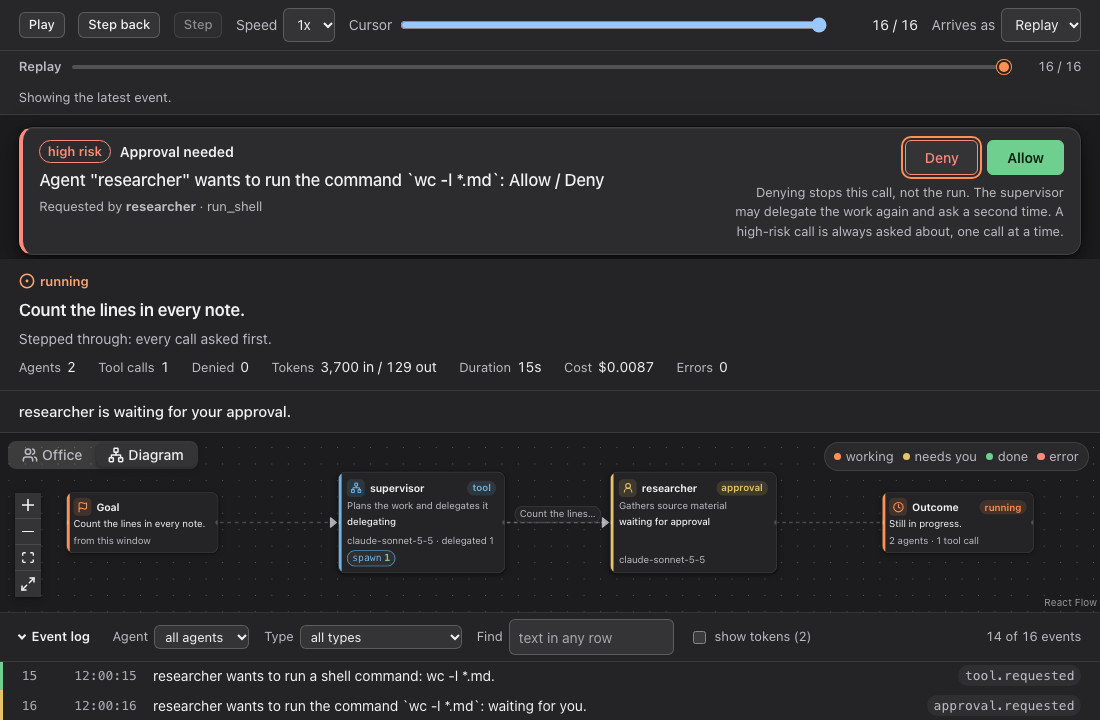 Play Step back Step Speed 1x Cursor 16 / 16 Arrives as Replay
Replay 16 / 16
Showing the latest event.
high risk Approval needed
Agent "researcher" wants to run the command `wc -l *.md`: Allow / Deny
Requested by researcher · run_shell
Deny Allow
Denying stops this call, not the run. The supervisor
may delegate the work again and ask a second time. A
high-risk call is always asked about, one call at a time.
running
Count the lines in every note.
Stepped through: every call asked first.
Agents 2 Tool calls 1 Denied 0 Tokens 3,700 in / 129 out Duration 15s Cost $0.0087 Errors 0
researcher is waiting for your approval.
Office Diagram
working needs you done error
Goal
Count the lines in every note.
from this window
supervisor tool
Plans the work and delegates it
delegating
claude-sonnet-5-5 · delegated 1
spawn 1
Count the lines...
researcher approval
Gathers source material
waiting for approval
claude-sonnet-5-5
Outcome running
Still in progress.
2 agents · 1 tool call
React Flow
Event log Agent all agents Type all types Find text in any row show tokens (2) 14 of 16 events
15 12:00:15 researcher wants to run a shell command: wc -l *.md. tool.requested
16 12:00:16 researcher wants to run the command `wc -l *.md`: waiting for you. approval.requested